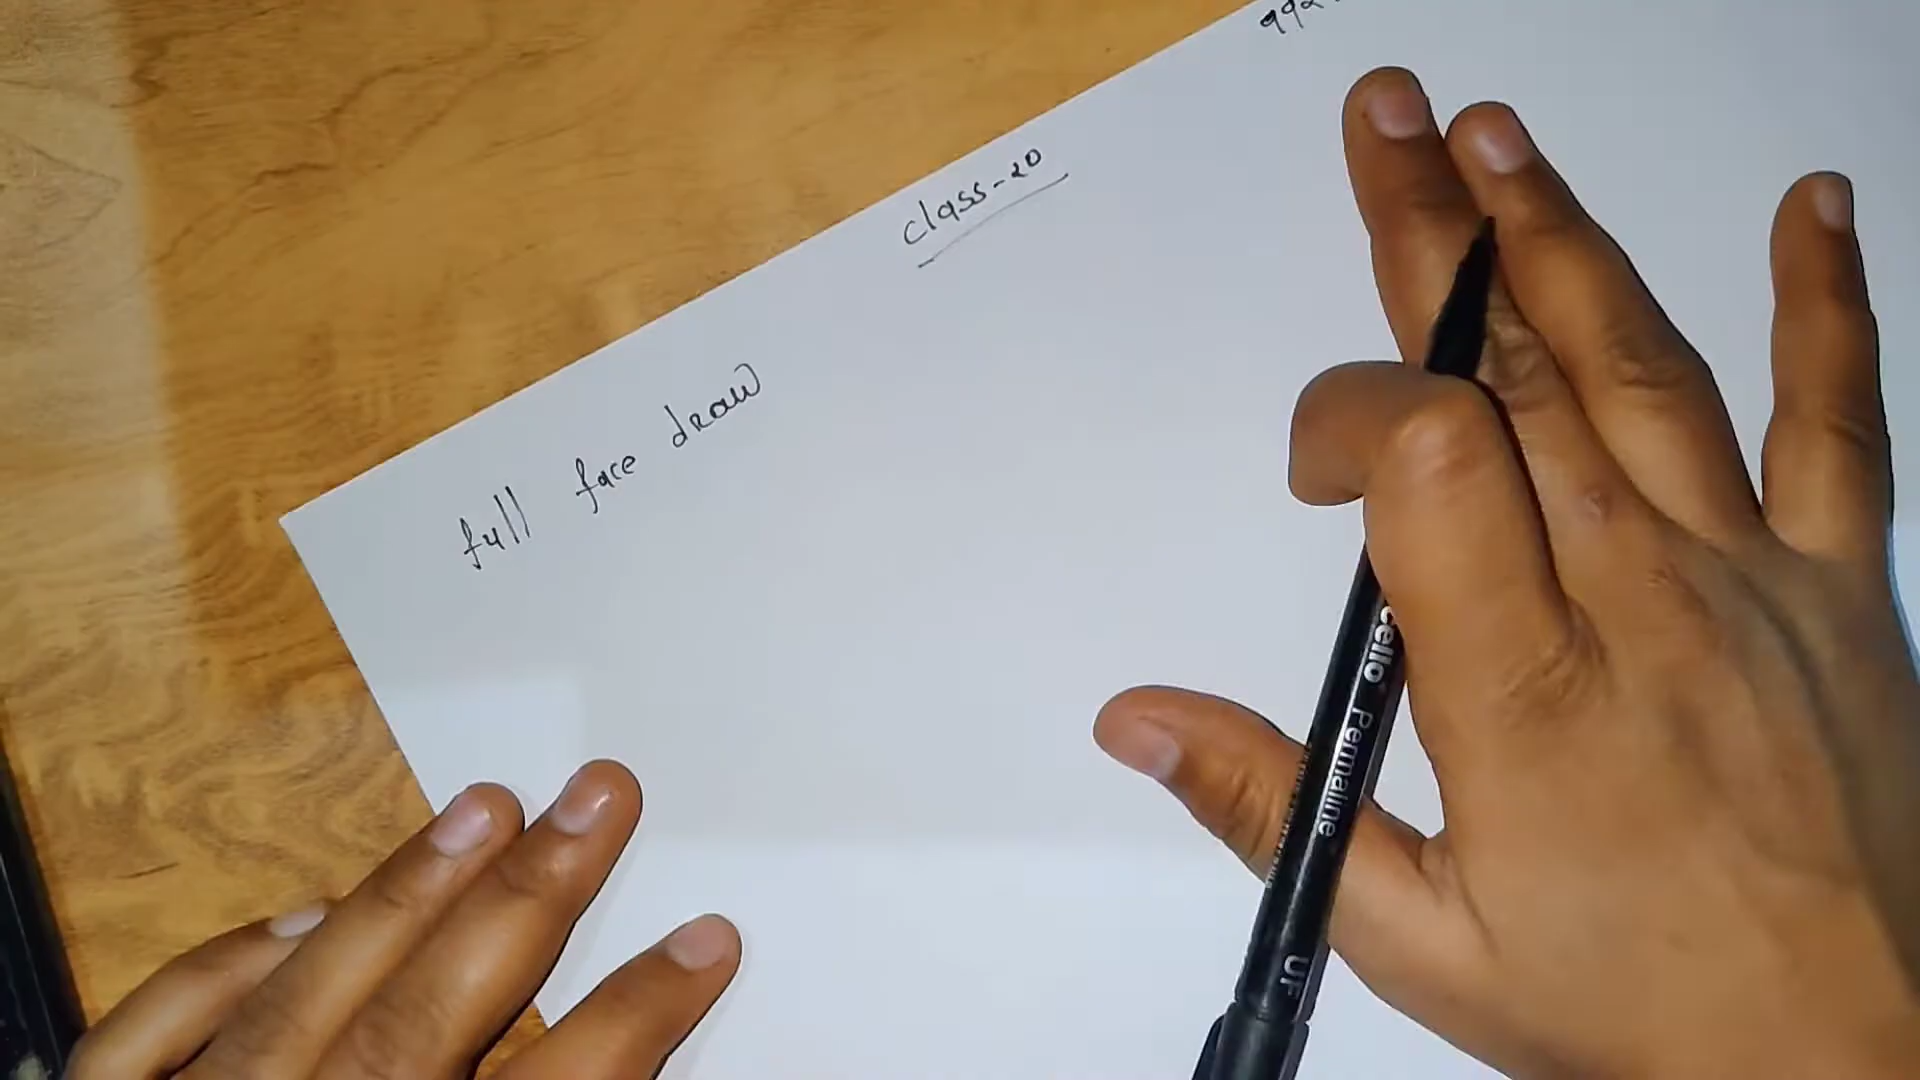 class-20
full face draw
cello Permaline
UF